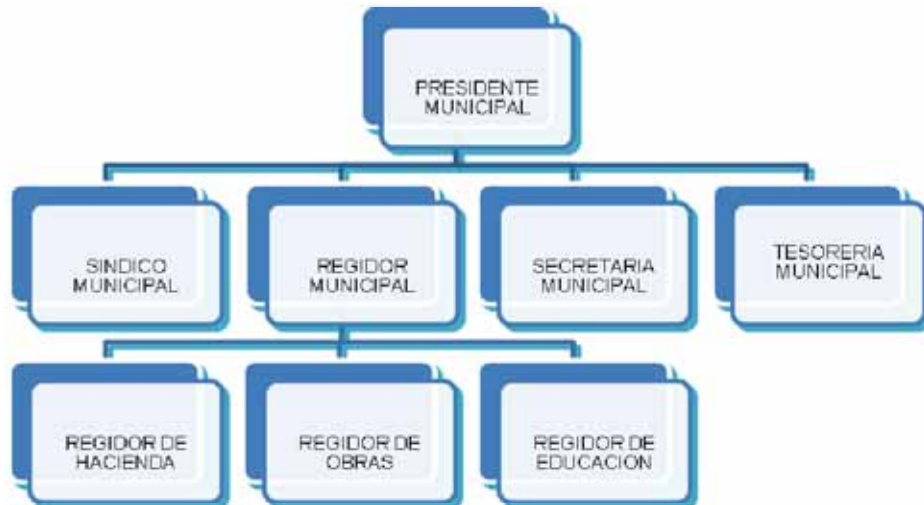 PRESIDENTE
MUNICIPAL
SINDICO
MUNICIPAL
REGIDOR
MUNICIPAL
SECRETARIA
MUNICIPAL
TESORERIA
MUNICIPAL
REGIDOR DE
HACIENDA
REGIDOR DE
OBRAS
REGIDOR DE
EDUCACION